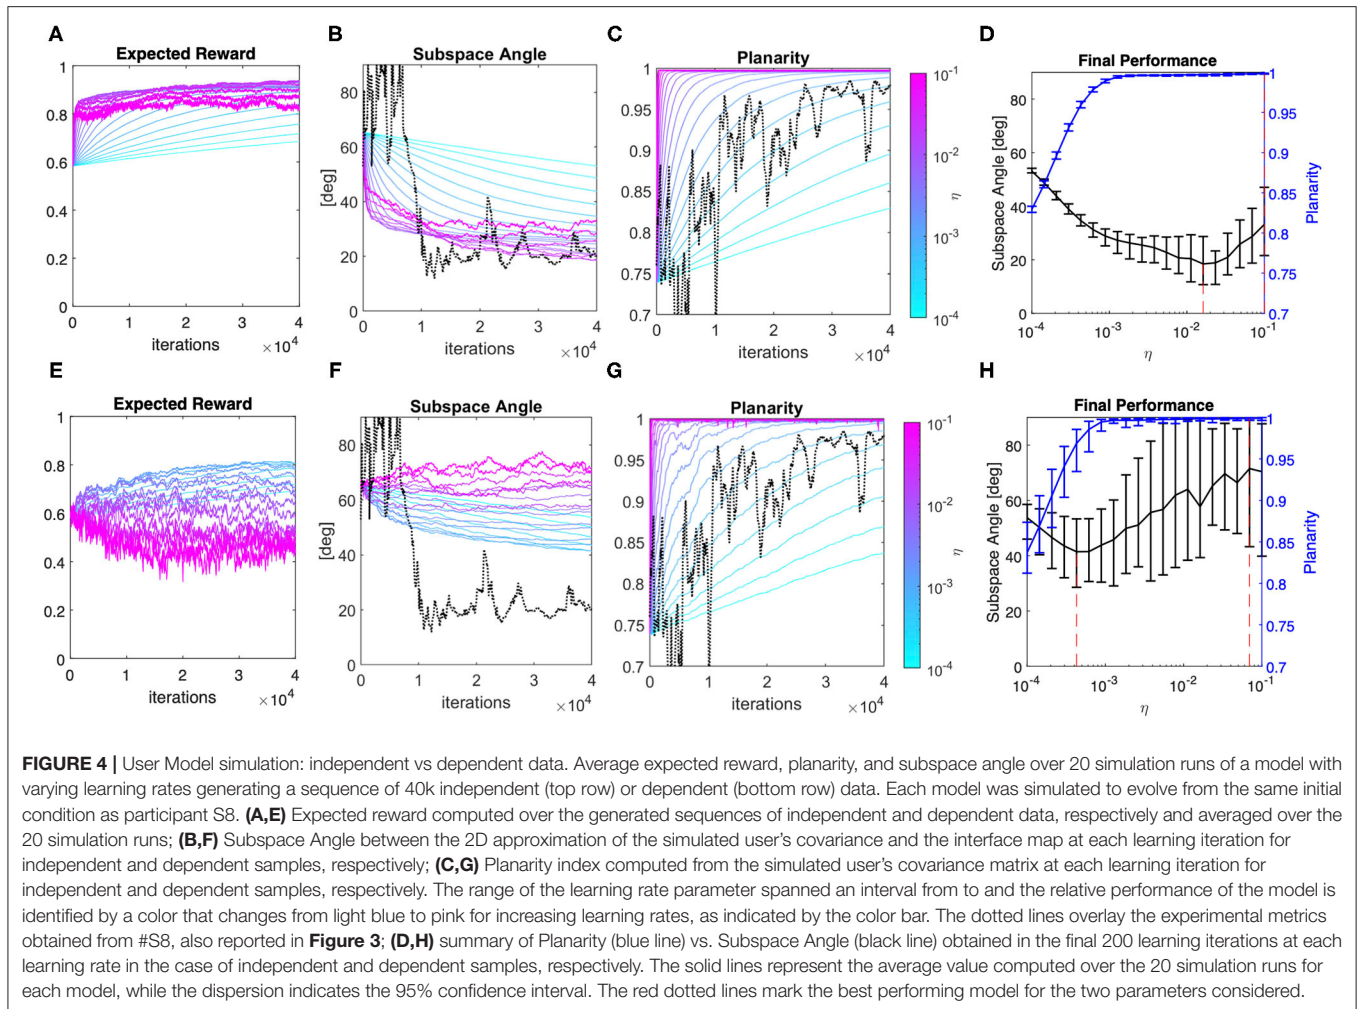 A
Expected Reward
1
0.8
0.6
0.4
0.2
0
0
1
2
3
4
iterations
×10⁴
B
Subspace Angle
80
60
40
20
0
[deg]
0
1
2
3
4
iterations
×10⁴
C
Planarity
1
0.95
0.9
0.85
0.8
0.75
0.7
0
1
2
3
4
iterations
×10⁴
10⁻¹
10⁻²
η
10⁻³
10⁻⁴
D
Final Performance
80
60
40
20
0
Subspace Angle [deg]
1
0.95
0.9
0.85
0.8
0.75
0.7
Planarity
10⁻⁴
10⁻³
10⁻²
10⁻¹
η
E
Expected Reward
1
0.8
0.6
0.4
0.2
0
0
1
2
3
4
iterations
×10⁴
F
Subspace Angle
80
60
40
20
0
[deg]
0
1
2
3
4
iterations
×10⁴
G
Planarity
1
0.95
0.9
0.85
0.8
0.75
0.7
0
1
2
3
4
iterations
×10⁴
10⁻¹
10⁻²
η
10⁻³
10⁻⁴
H
Final Performance
80
60
40
20
0
Subspace Angle [deg]
1
0.95
0.9
0.85
0.8
0.75
0.7
Planarity
10⁻⁴
10⁻³
10⁻²
10⁻¹
η
FIGURE 4 | User Model simulation: independent vs dependent data. Average expected reward, planarity, and subspace angle over 20 simulation runs of a model with
varying learning rates generating a sequence of 40k independent (top row) or dependent (bottom row) data. Each model was simulated to evolve from the same initial
condition as participant S8. (A,E) Expected reward computed over the generated sequences of independent and dependent data, respectively and averaged over the
20 simulation runs; (B,F) Subspace Angle between the 2D approximation of the simulated user's covariance and the interface map at each learning iteration for
independent and dependent samples, respectively; (C,G) Planarity index computed from the simulated user's covariance matrix at each learning iteration for
independent and dependent samples, respectively. The range of the learning rate parameter spanned an interval from to and the relative performance of the model is
identified by a color that changes from light blue to pink for increasing learning rates, as indicated by the color bar. The dotted lines overlay the experimental metrics
obtained from #S8, also reported in Figure 3; (D,H) summary of Planarity (blue line) vs. Subspace Angle (black line) obtained in the final 200 learning iterations at each
learning rate in the case of independent and dependent samples, respectively. The solid lines represent the average value computed over the 20 simulation runs for
each model, while the dispersion indicates the 95% confidence interval. The red dotted lines mark the best performing model for the two parameters considered.